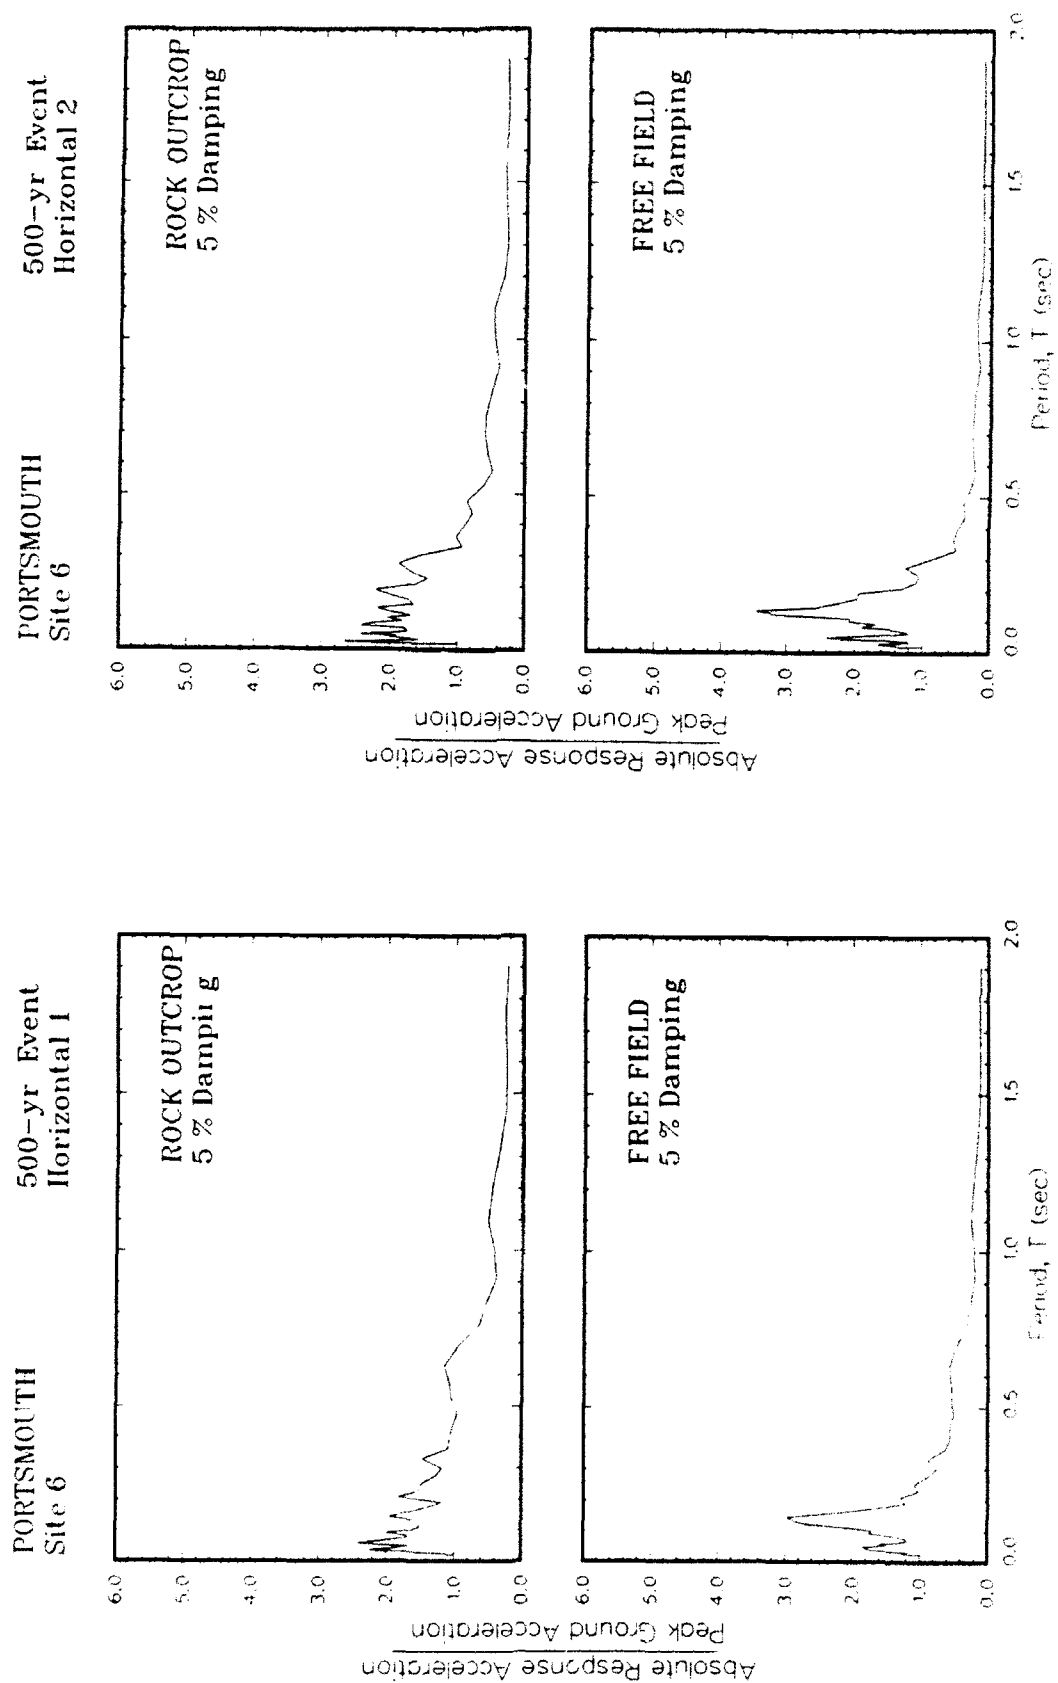 PORTSMOUTH
Site 6
500-yr Event
Horizontal 1
6.0
5.0
4.0
3.0
2.0
1.0
0.0
Absolute Response Acceleration
Peak Ground Acceleration
ROCK OUTCROP
5 % Dampii g
6.0
5.0
4.0
3.0
2.0
1.0
0.0
FREE FIELD
5 % Damping
0.0
0.5
1.0
1.5
2.0
Period, T (sec)
PORTSMOUTH
Site 6
500-yr Event
Horizontal 2
6.0
5.0
4.0
3.0
2.0
1.0
0.0
Absolute Response Acceleration
Peak Ground Acceleration
ROCK OUTCROP
5 % Damping
6.0
5.0
4.0
3.0
2.0
1.0
0.0
FREE FIELD
5 % Damping
0.0
0.5
1.0
1.5
2.0
Period, T (sec)